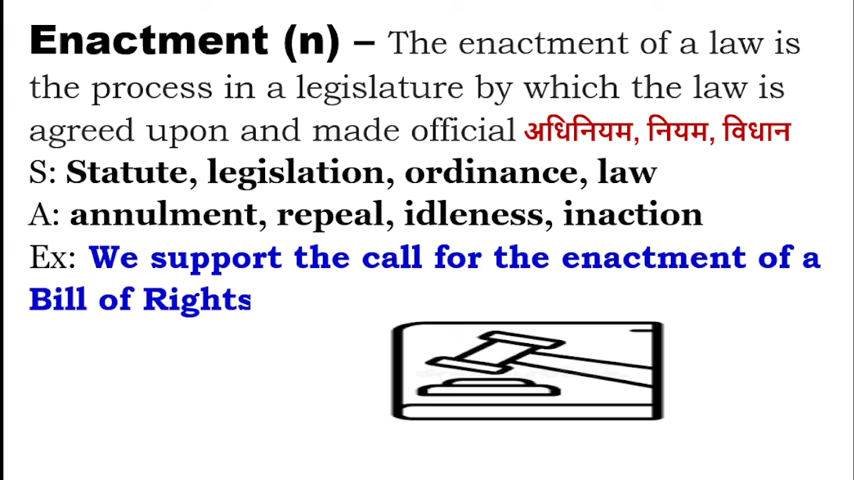 Enactment (n) – The enactment of a law is
the process in a legislature by which the law is
agreed upon and made official अधिनियम, नियम, विधान
S: Statute, legislation, ordinance, law
A: annulment, repeal, idleness, inaction
Ex: We support the call for the enactment of a
Bill of Rights